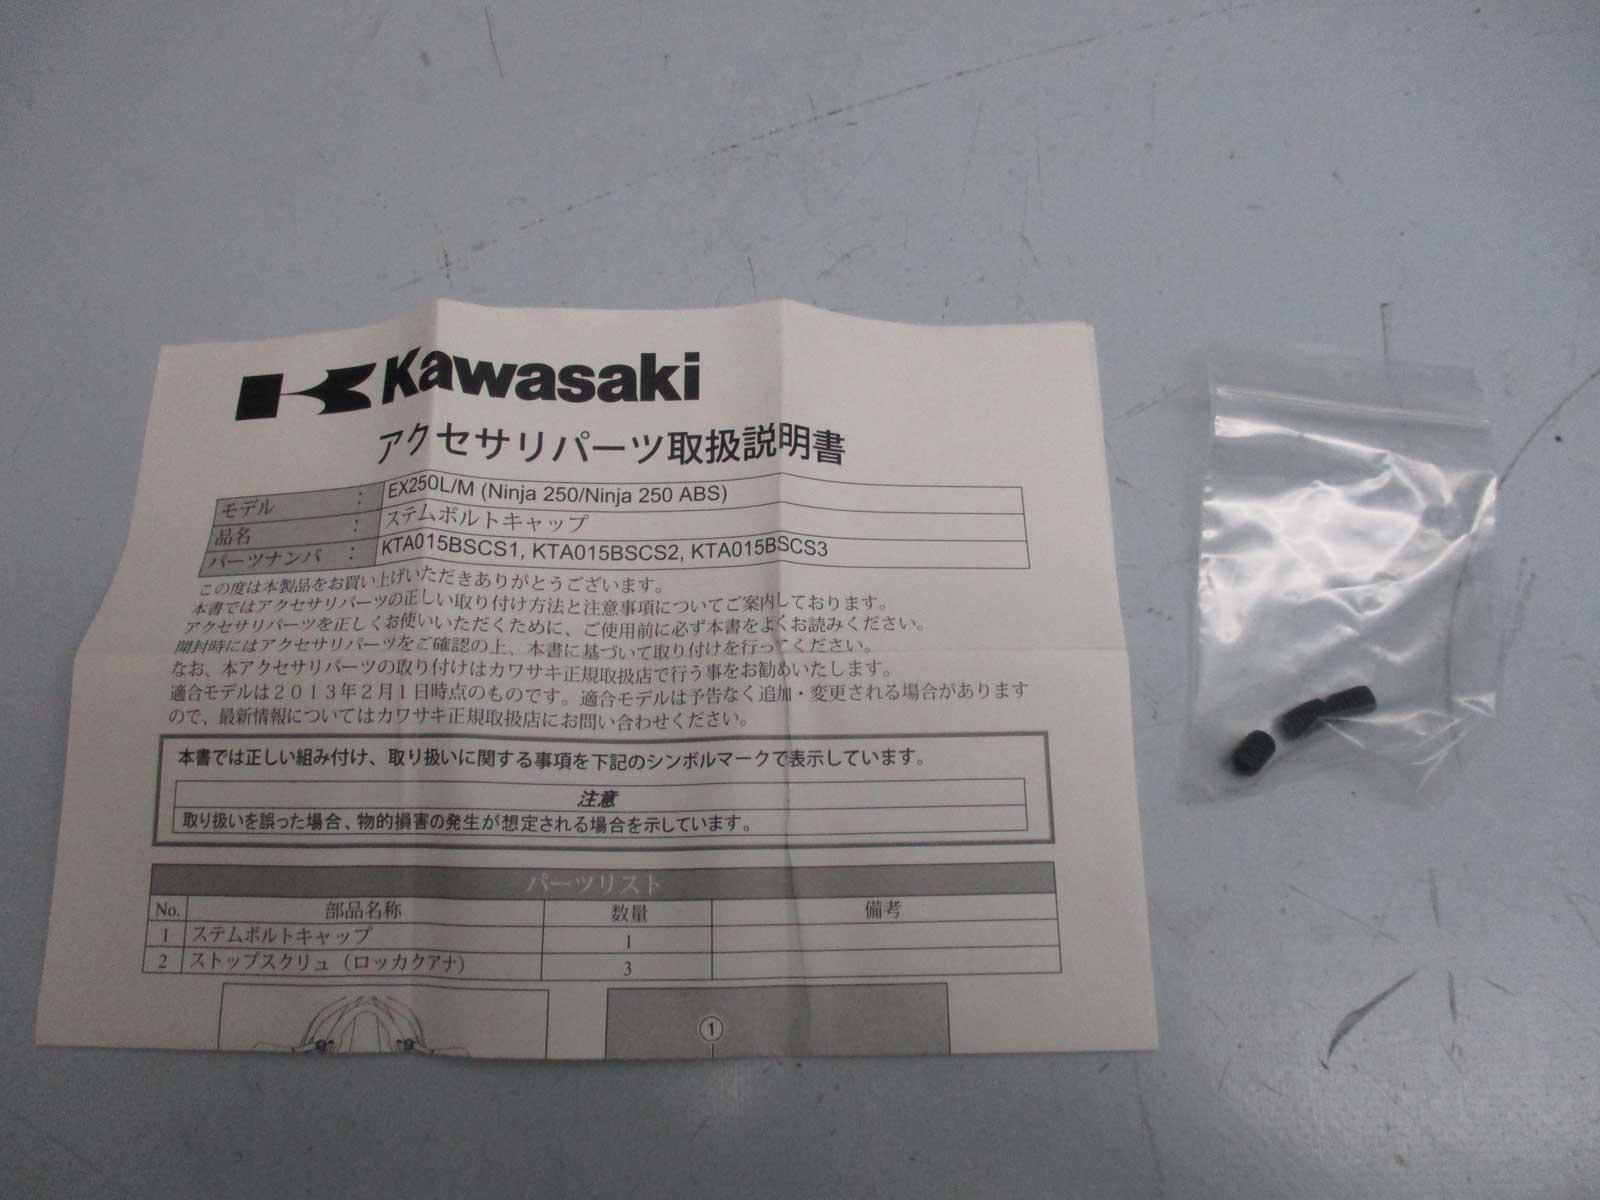 Kawasaki
アクセサリパーツ取扱説明書
モデル : EX250L/M (Ninja 250/Ninja 250 ABS)
品名 : ステムボルトキャップ
パーツナンバ : KTA015BSCS1, KTA015BSCS2, KTA015BSCS3
この度は本製品をお買い上げいただきありがとうございます。
本書ではアクセサリパーツの正しい取り付け方法と注意事項についてご案内しております。
アクセサリパーツを正しくお使いいただくために、ご使用前に必ず本書をよくお読みください。
開封時にはアクセサリパーツをご確認の上、本書に基づいて取り付けを行ってください。
なお、本アクセサリパーツの取り付けはカワサキ正規取扱店で行う事をお勧めいたします。
適合モデルは2013年2月1日時点のものです。適合モデルは予告なく追加・変更される場合があります
ので、最新情報についてはカワサキ正規取扱店にお問い合わせください。
本書では正しい組み付け、取り扱いに関する事項を下記のシンボルマークで表示しています。
注意
取り扱いを誤った場合、物的損害の発生が想定される場合を示しています。
パーツリスト
No. 部品名称 数量 備考
1 ステムボルトキャップ 1
2 ストップスクリュ（ロッカクアナ） 3
①